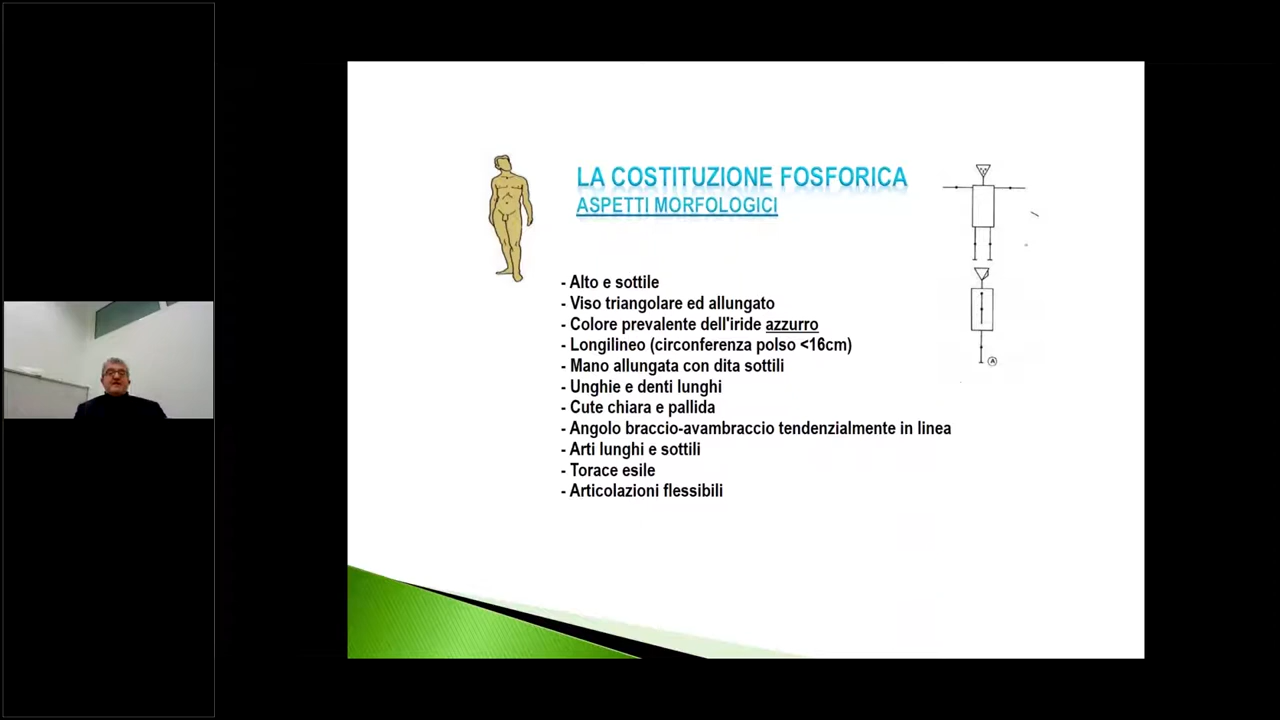 LA COSTITUZIONE FOSFORICA
ASPETTI MORFOLOGICI
- Alto e sottile
- Viso triangolare ed allungato
- Colore prevalente dell'iride azzurro
- Longilineo (circonferenza polso <16cm)
- Mano allungata con dita sottili
- Unghie e denti lunghi
- Cute chiara e pallida
- Angolo braccio-avambraccio tendenzialmente in linea
- Arti lunghi e sottili
- Torace esile
- Articolazioni flessibili
A